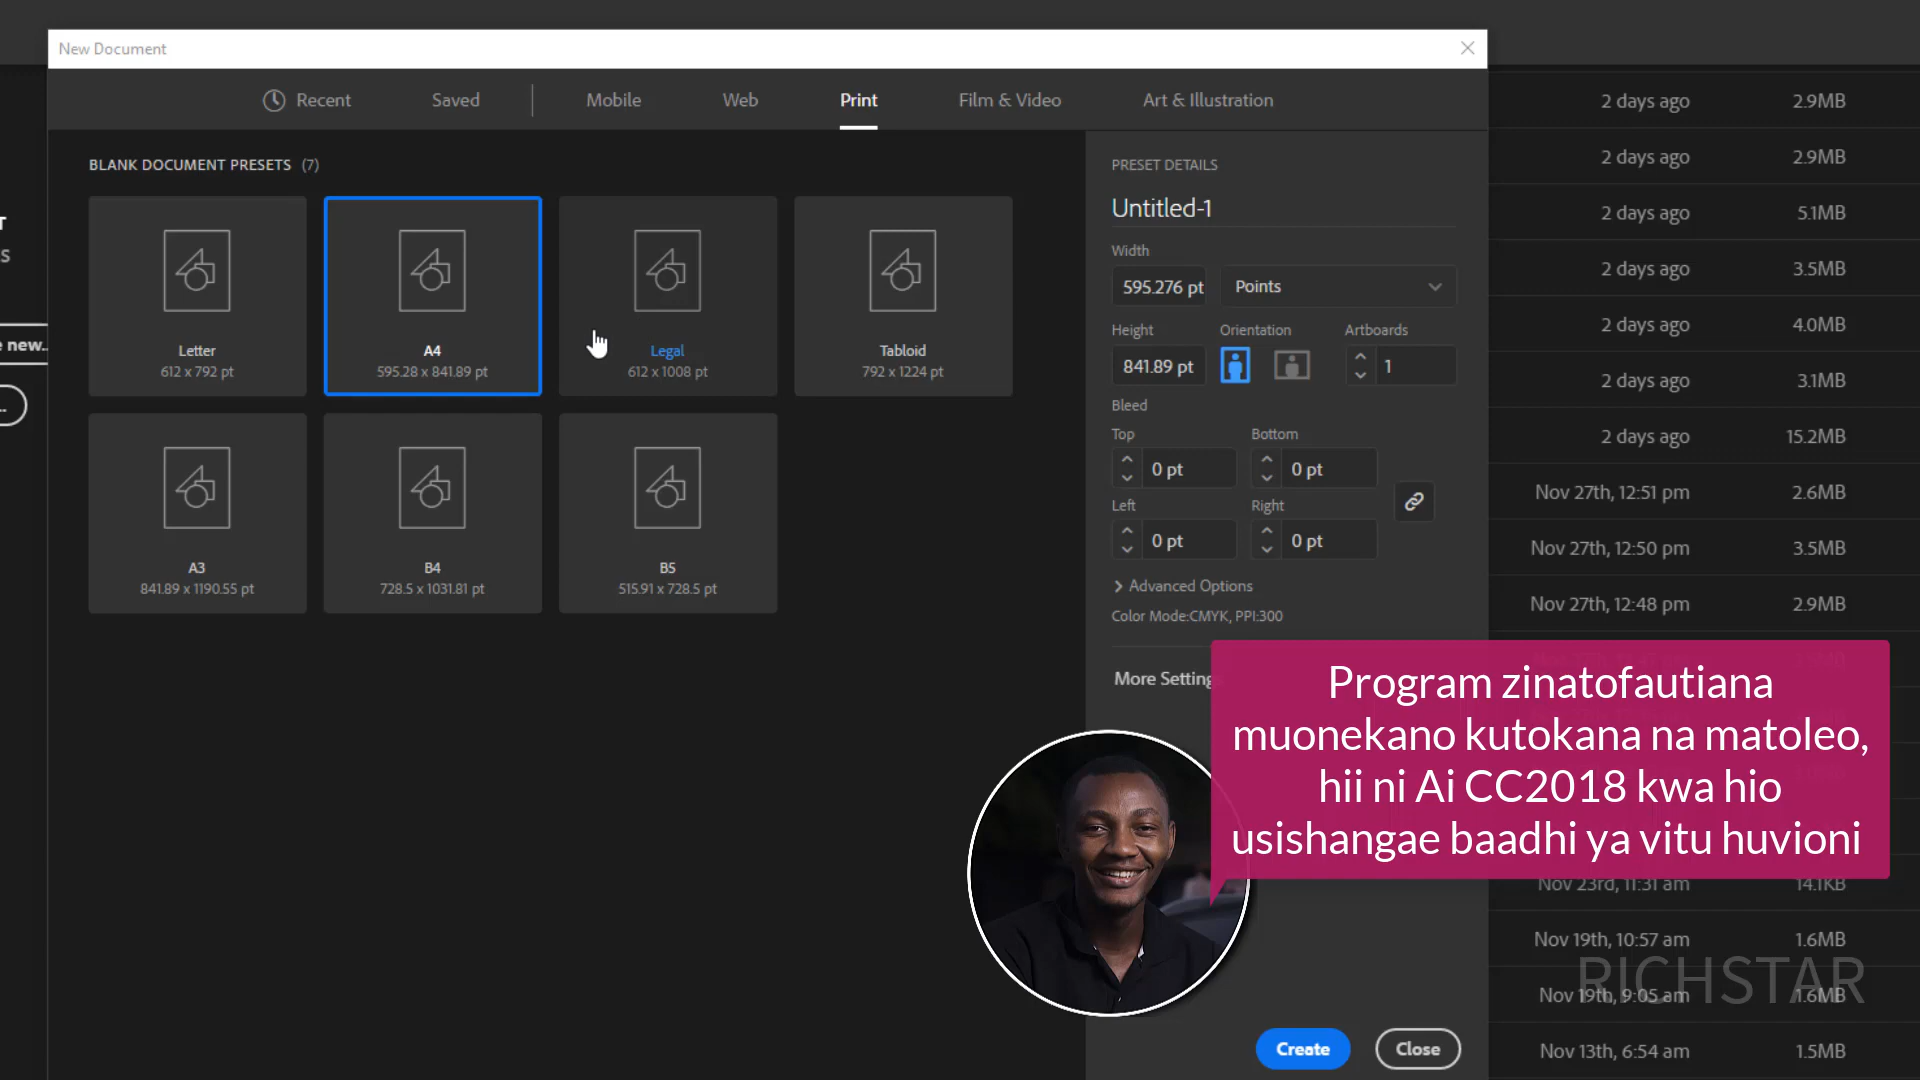 New Document
Recent
Saved
Mobile
Web
Print
Film & Video
Art & Illustration
BLANK DOCUMENT PRESETS (7)
Letter
612 x 792 pt
A4
595.28 x 841.89 pt
Legal
612 x 1008 pt
Tabloid
792 x 1224 pt
A3
841.89 x 1190.55 pt
B4
728.5 x 1031.81 pt
B5
515.91 x 728.5 pt
PRESET DETAILS
Untitled-1
Width
595.276 pt
Points
Height
Orientation
Artboards
841.89 pt
1
Bleed
Top
Bottom
0 pt
0 pt
Left
Right
0 pt
0 pt
Advanced Options
Color Mode:CMYK, PPI:300
More Setting
Create
Close
T
S
e new..
..
2 days ago 2.9MB
2 days ago 2.9MB
2 days ago 5.1MB
2 days ago 3.5MB
2 days ago 4.0MB
2 days ago 3.1MB
2 days ago 15.2MB
Nov 27th, 12:51 pm 2.6MB
Nov 27th, 12:50 pm 3.5MB
Nov 27th, 12:48 pm 2.9MB
Program zinatofautiana
muonekano kutokana na matoleo,
hii ni Ai CC2018 kwa hio
usishangae baadhi ya vitu huvioni
Nov 23rd, 11:31 am 14.1KB
Nov 19th, 10:57 am 1.6MB
RICHSTAR
Nov 19th, 9:05 am 1.6MB
Nov 13th, 6:54 am 1.5MB